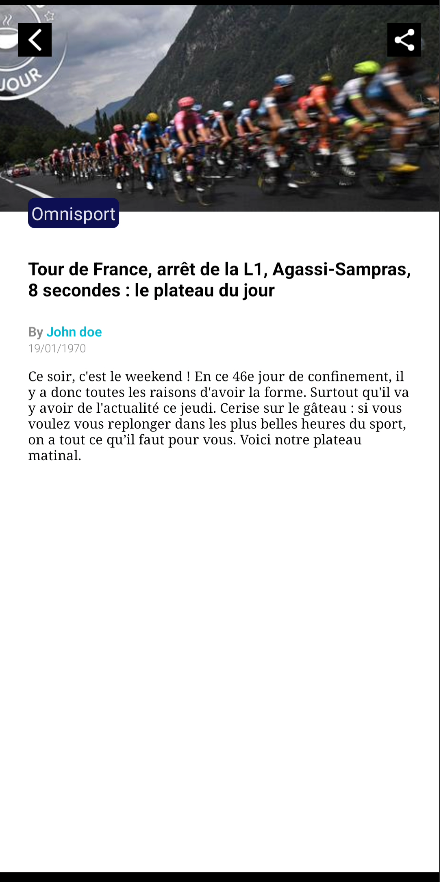 JOUR
Omnisport
Tour de France, arrêt de la L1, Agassi-Sampras,
8 secondes : le plateau du jour
By John doe
19/01/1970
Ce soir, c'est le weekend ! En ce 46e jour de confinement, il
y a donc toutes les raisons d'avoir la forme. Surtout qu'il va
y avoir de l'actualité ce jeudi. Cerise sur le gâteau : si vous
voulez vous replonger dans les plus belles heures du sport,
on a tout ce qu’il faut pour vous. Voici notre plateau
matinal.